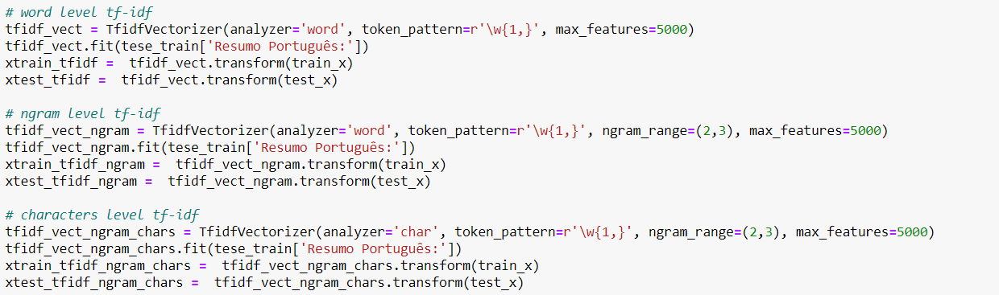 # word level tf-idf
tfidf_vect = TfidfVectorizer(analyzer='word', token_pattern=r'\w{1,}', max_features=5000)
tfidf_vect.fit(tese_train['Resumo Português:'])
xtrain_tfidf =  tfidf_vect.transform(train_x)
xtest_tfidf =  tfidf_vect.transform(test_x)

# ngram level tf-idf
tfidf_vect_ngram = TfidfVectorizer(analyzer='word', token_pattern=r'\w{1,}', ngram_range=(2,3), max_features=5000)
tfidf_vect_ngram.fit(tese_train['Resumo Português:'])
xtrain_tfidf_ngram =  tfidf_vect_ngram.transform(train_x)
xtest_tfidf_ngram =  tfidf_vect_ngram.transform(test_x)

# characters level tf-idf
tfidf_vect_ngram_chars = TfidfVectorizer(analyzer='char', token_pattern=r'\w{1,}', ngram_range=(2,3), max_features=5000)
tfidf_vect_ngram_chars.fit(tese_train['Resumo Português:'])
xtrain_tfidf_ngram_chars =  tfidf_vect_ngram_chars.transform(train_x)
xtest_tfidf_ngram_chars =  tfidf_vect_ngram_chars.transform(test_x)